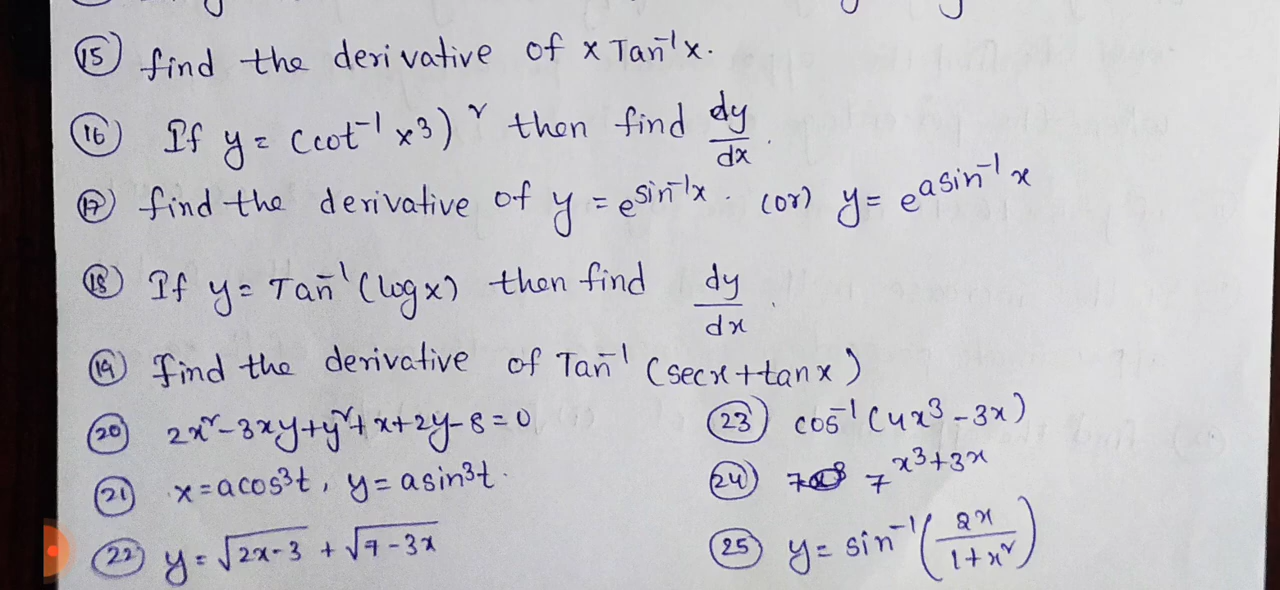 15) find the derivative of x Tan⁻¹x.
16) If y = (cot⁻¹ x³)² then find dy/dx.
17) find the derivative of y = e^(sin⁻¹x). (or) y = e^(a sin⁻¹x)
18) If y = Tan⁻¹(log x) then find dy/dx.
19) find the derivative of Tan⁻¹(secx + tanx)
20) 2x² - 3xy + y² + x + 2y - 8 = 0
21) x = a cos³t, y = a sin³t.
22) y = √(2x-3) + √(7-3x)
23) cos⁻¹(4x³ - 3x)
24) 7^(x³+3x)
25) y = sin⁻¹(2x/(1+x²))